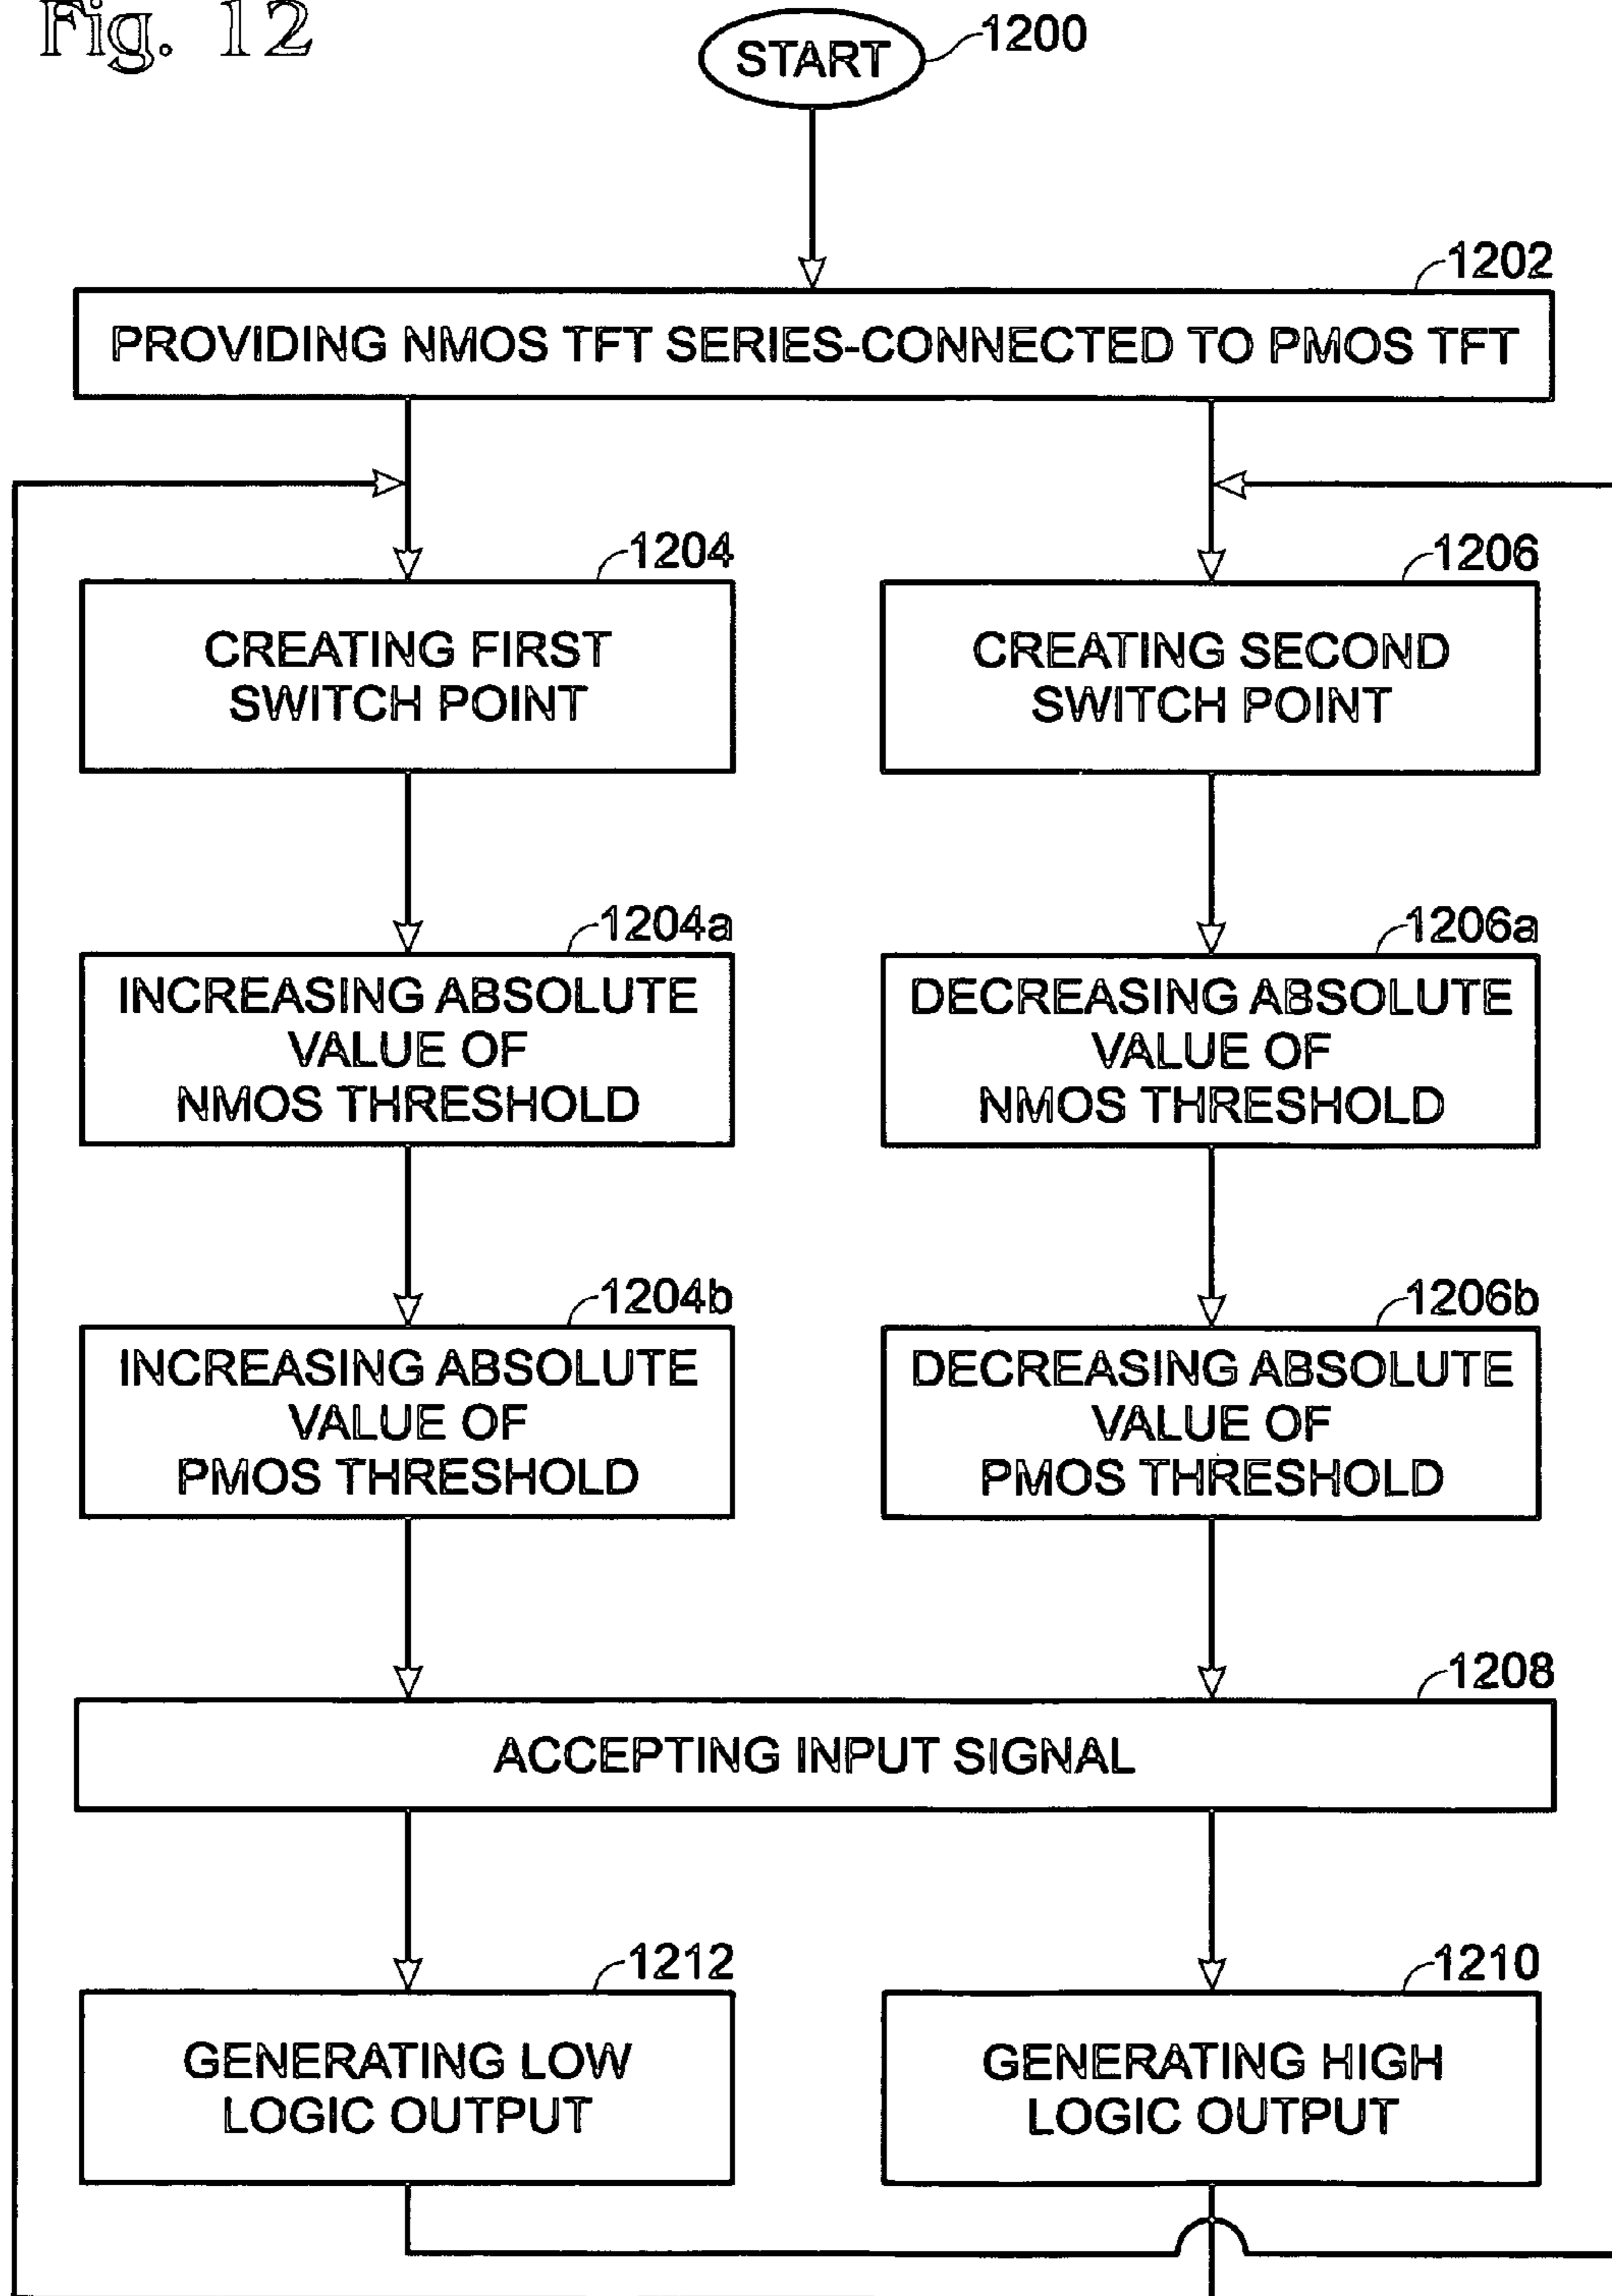 Fig. 12
START
1200
1202
PROVIDING NMOS TFT SERIES-CONNECTED TO PMOS TFT
1204
CREATING FIRST
SWITCH POINT
1206
CREATING SECOND
SWITCH POINT
1204a
INCREASING ABSOLUTE
VALUE OF
NMOS THRESHOLD
1206a
DECREASING ABSOLUTE
VALUE OF
NMOS THRESHOLD
1204b
INCREASING ABSOLUTE
VALUE OF
PMOS THRESHOLD
1206b
DECREASING ABSOLUTE
VALUE OF
PMOS THRESHOLD
1208
ACCEPTING INPUT SIGNAL
1212
GENERATING LOW
LOGIC OUTPUT
1210
GENERATING HIGH
LOGIC OUTPUT